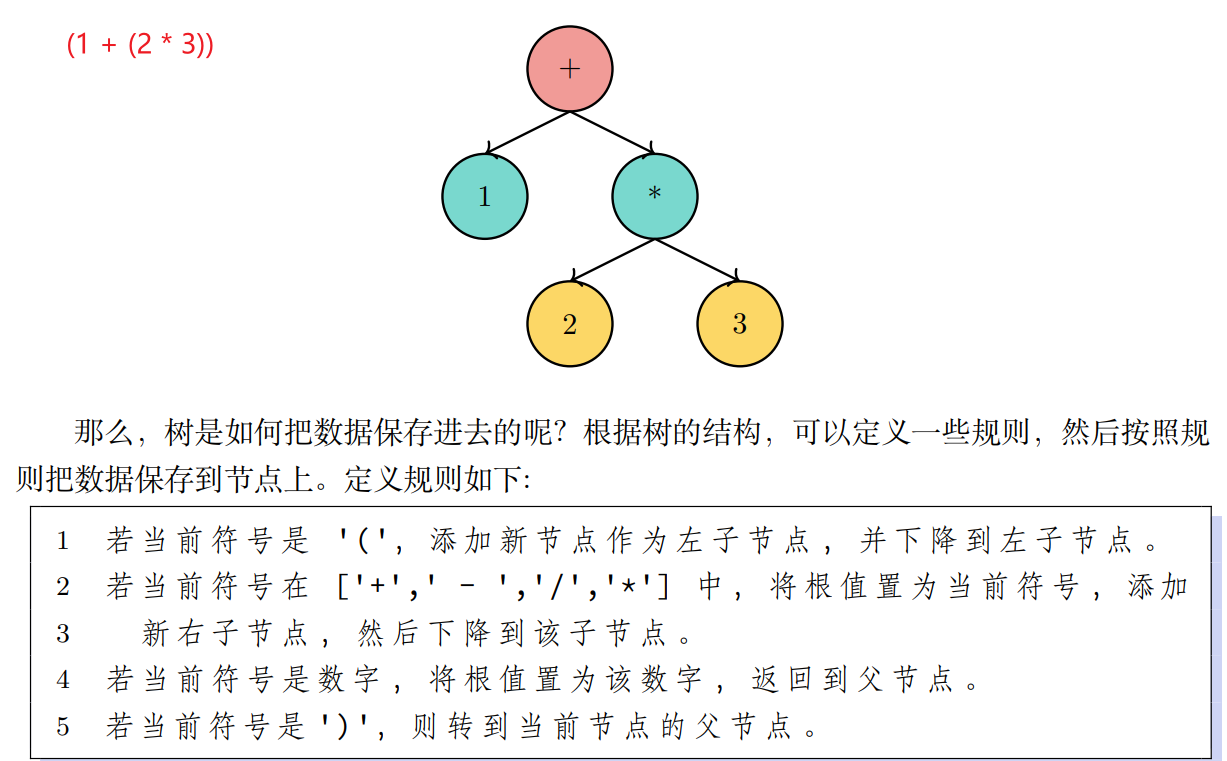 (1 + (2 * 3))
+
1
*
2
3
那么，树是如何把数据保存进去的呢？根据树的结构，可以定义一些规则，然后按照规
则把数据保存到节点上。定义规则如下：
1 若当前符号是 '(', 添加新节点作为左子节点，并下降到左子节点。
2 若当前符号在 ['+',' - ','/','*'] 中，将根值置为当前符号，添加
3 新右子节点，然后下降到该子节点。
4 若当前符号是数字，将根值置为该数字，返回到父节点。
5 若当前符号是')', 则转到当前节点的父节点。